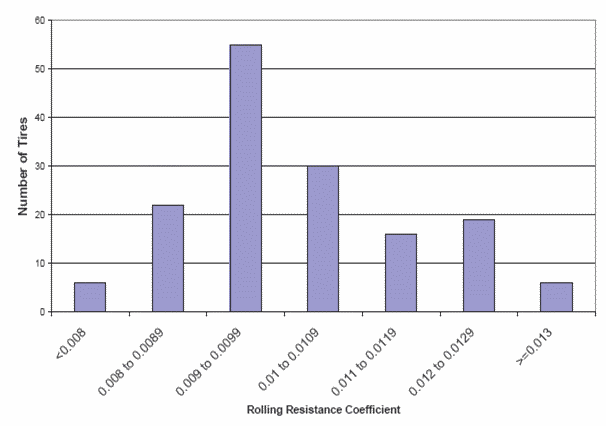 60
50
40
30
20
10
0
Number of Tires
<0.008
0.008 to 0.0089
0.009 to 0.0099
0.01 to 0.0109
0.011 to 0.0119
0.012 to 0.0129
>=0.013
Rolling Resistance Coefficient